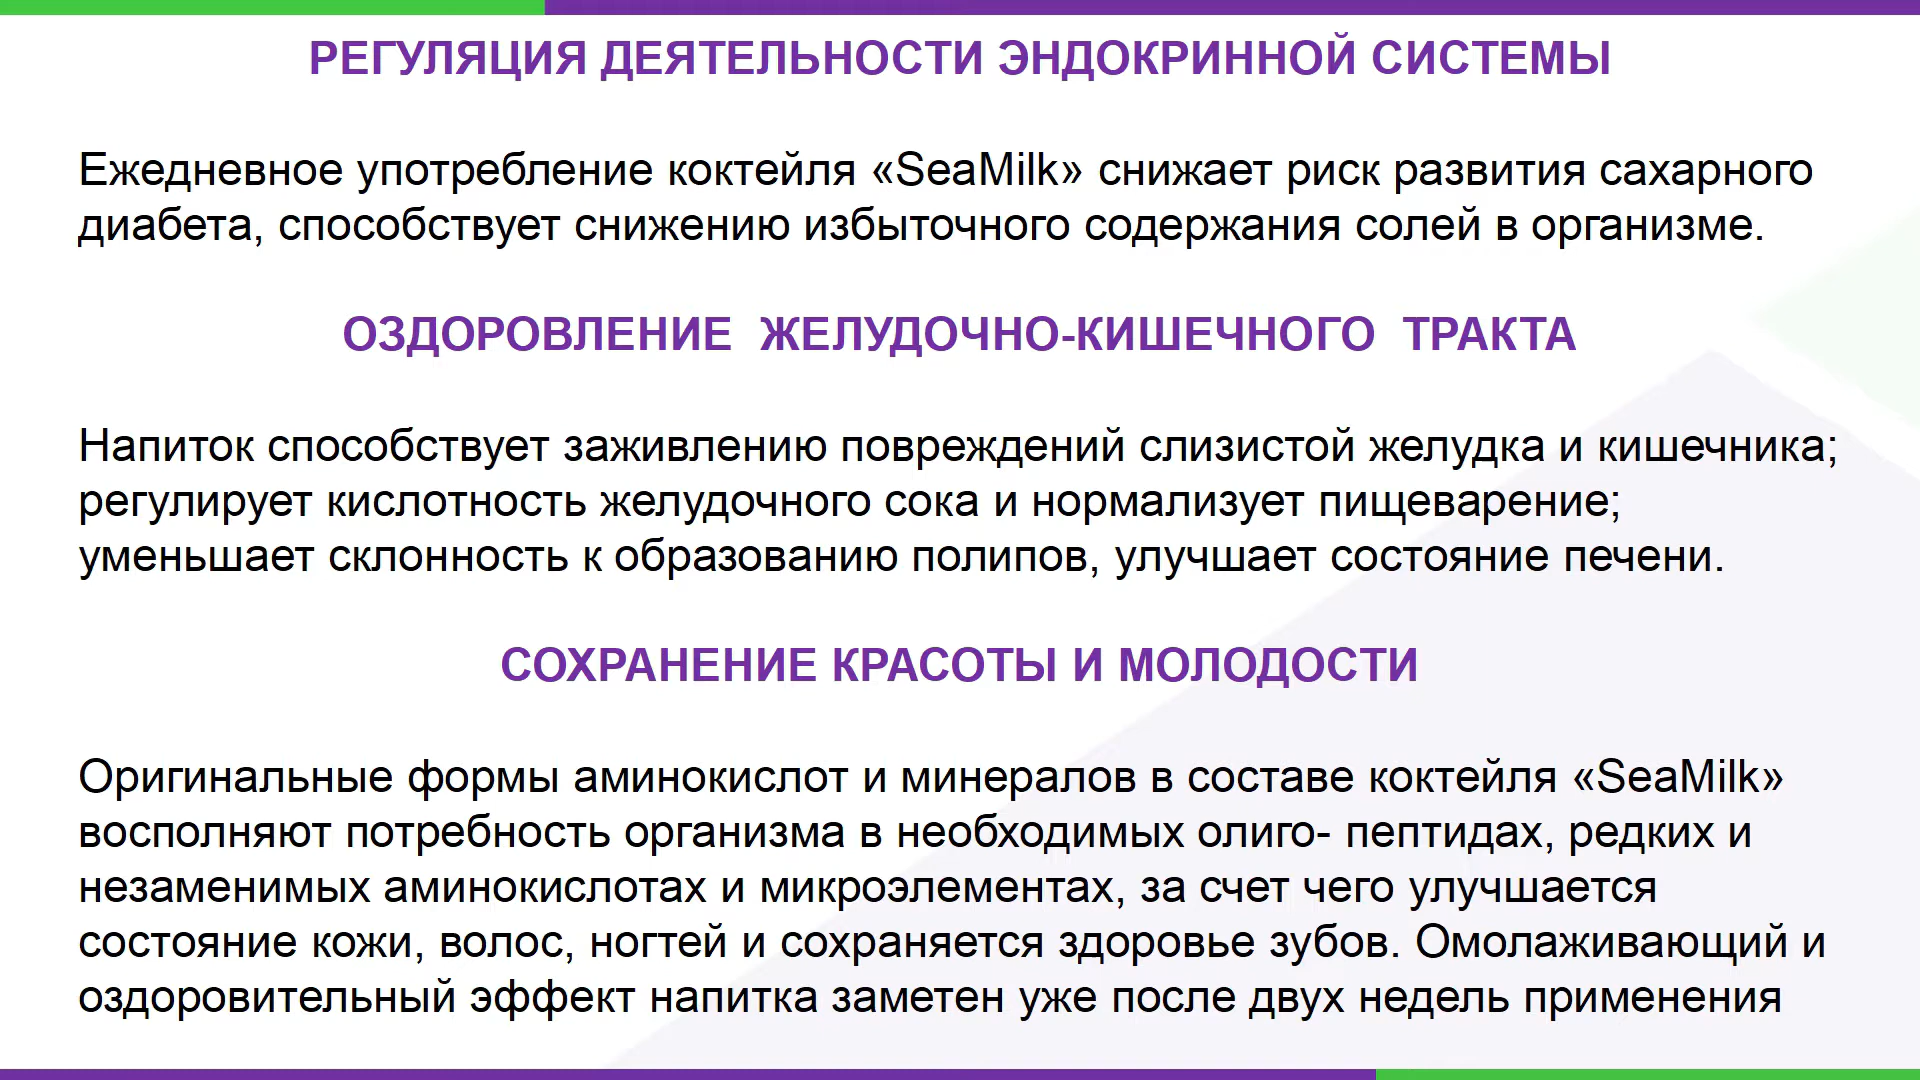 РЕГУЛЯЦИЯ ДЕЯТЕЛЬНОСТИ ЭНДОКРИННОЙ СИСТЕМЫ
Ежедневное употребление коктейля «SeaMilk» снижает риск развития сахарного
диабета, способствует снижению избыточного содержания солей в организме.
ОЗДОРОВЛЕНИЕ ЖЕЛУДОЧНО-КИШЕЧНОГО ТРАКТА
Напиток способствует заживлению повреждений слизистой желудка и кишечника;
регулирует кислотность желудочного сока и нормализует пищеварение;
уменьшает склонность к образованию полипов, улучшает состояние печени.
СОХРАНЕНИЕ КРАСОТЫ И МОЛОДОСТИ
Оригинальные формы аминокислот и минералов в составе коктейля «SeaMilk»
восполняют потребность организма в необходимых олиго- пептидах, редких и
незаменимых аминокислотах и микроэлементах, за счет чего улучшается
состояние кожи, волос, ногтей и сохраняется здоровье зубов. Омолаживающий и
оздоровительный эффект напитка заметен уже после двух недель применения